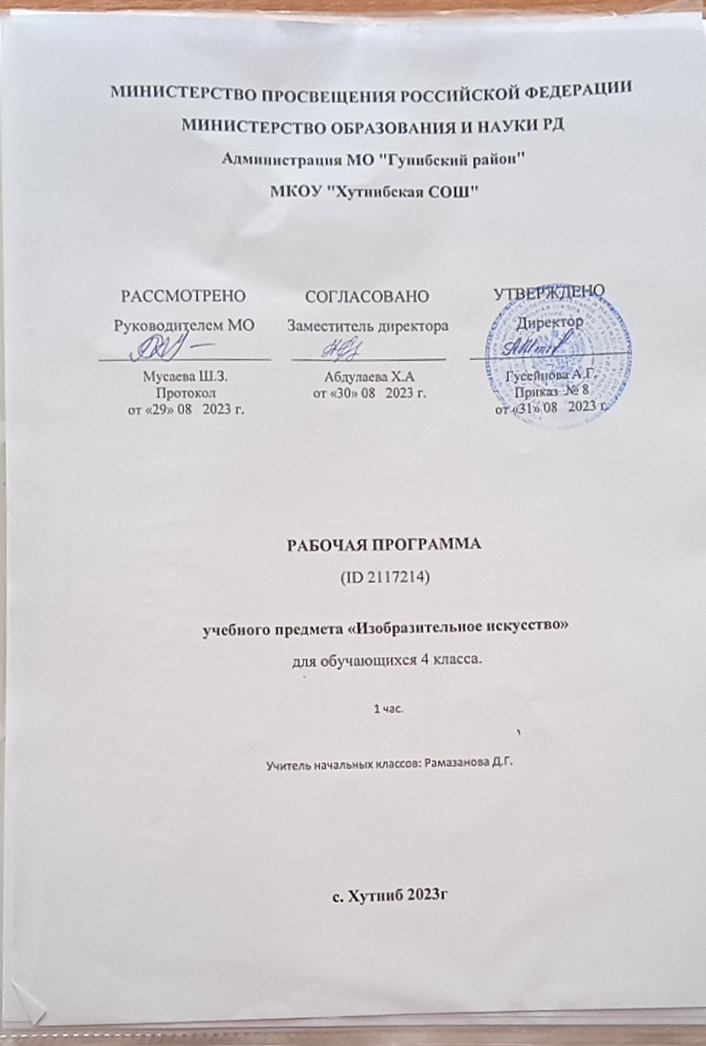 МИНИСТЕРСТВО ПРОСВЕЩЕНИЯ РОССИЙСКОЙ ФЕДЕРАЦИИ
МИНИСТЕРСТВО ОБРАЗОВАНИЯ И НАУКИ РД
Администрация МО "Гунибский район"
МКОУ "Хутнибская СОШ"
РАССМОТРЕНО
Руководителем МО
Мусаева Ш.З.
Протокол
от «29» 08 2023 г.
СОГЛАСОВАНО
Заместитель директора
Абдулаева Х.А
от «30» 08 2023 г.
УТВЕРЖДЕНО
Директор
Гусейнова А.Г.
Приказ № 8
от «31» 08 2023 г.
РАБОЧАЯ ПРОГРАММА
(ID 2117214)
учебного предмета «Изобразительное искусство»
для обучающихся 4 класса.
1 час.
Учитель начальных классов: Рамазанова Д.Г.
с. Хутниб 2023г